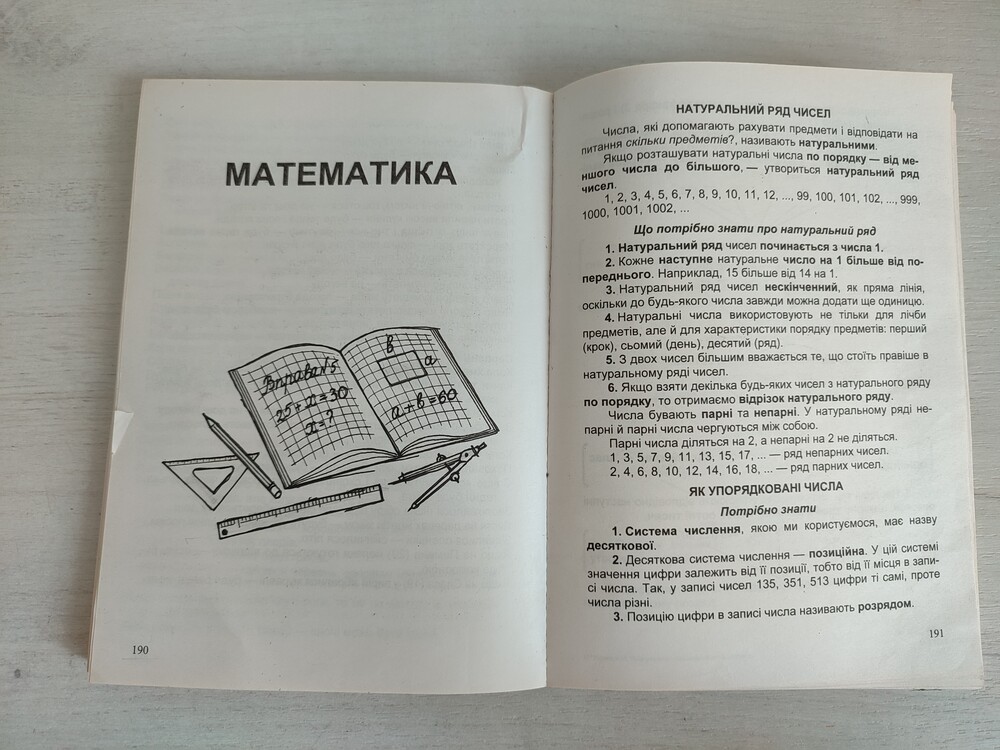 МАТЕМАТИКА
Вправа №5
25 + x = 30
x = ?
в
a
a + в = 60
190
НАТУРАЛЬНИЙ РЯД ЧИСЕЛ
Числа, які допомагають рахувати предмети і відповідати на
питання скільки предметів?, називають натуральними.
Якщо розташувати натуральні числа по порядку — від ме-
ншого числа до більшого, — утвориться натуральний ряд
чисел.
1, 2, 3, 4, 5, 6, 7, 8, 9, 10, 11, 12, ..., 99, 100, 101, 102, ..., 999,
1000, 1001, 1002, ...
Що потрібно знати про натуральний ряд
1. Натуральний ряд чисел починається з числа 1.
2. Кожне наступне натуральне число на 1 більше від по-
переднього. Наприклад, 15 більше від 14 на 1.
3. Натуральний ряд чисел нескінченний, як пряма лінія,
оскільки до будь-якого числа завжди можна додати ще одиницю.
4. Натуральні числа використовують не тільки для лічби
предметів, але й для характеристики порядку предметів: перший
(крок), сьомий (день), десятий (ряд).
5. З двох чисел більшим вважається те, що стоїть правіше в
натуральному ряді чисел.
6. Якщо взяти декілька будь-яких чисел з натурального ряду
по порядку, то отримаємо відрізок натурального ряду.
Числа бувають парні та непарні. У натуральному ряді не-
парні й парні числа чергуються між собою.
Парні числа діляться на 2, а непарні на 2 не діляться.
1, 3, 5, 7, 9, 11, 13, 15, 17, ... — ряд непарних чисел.
2, 4, 6, 8, 10, 12, 14, 16, 18, ... — ряд парних чисел.
ЯК УПОРЯДКОВАНІ ЧИСЛА
Потрібно знати
1. Система числення, якою ми користуємося, має назву
десяткової.
2. Десяткова система числення — позиційна. У цій системі
значення цифри залежить від її позиції, тобто від її місця в запи-
сі числа. Так, у записі чисел 135, 351, 513 цифри ті самі, проте
числа різні.
3. Позицію цифри в записі числа називають розрядом.
191